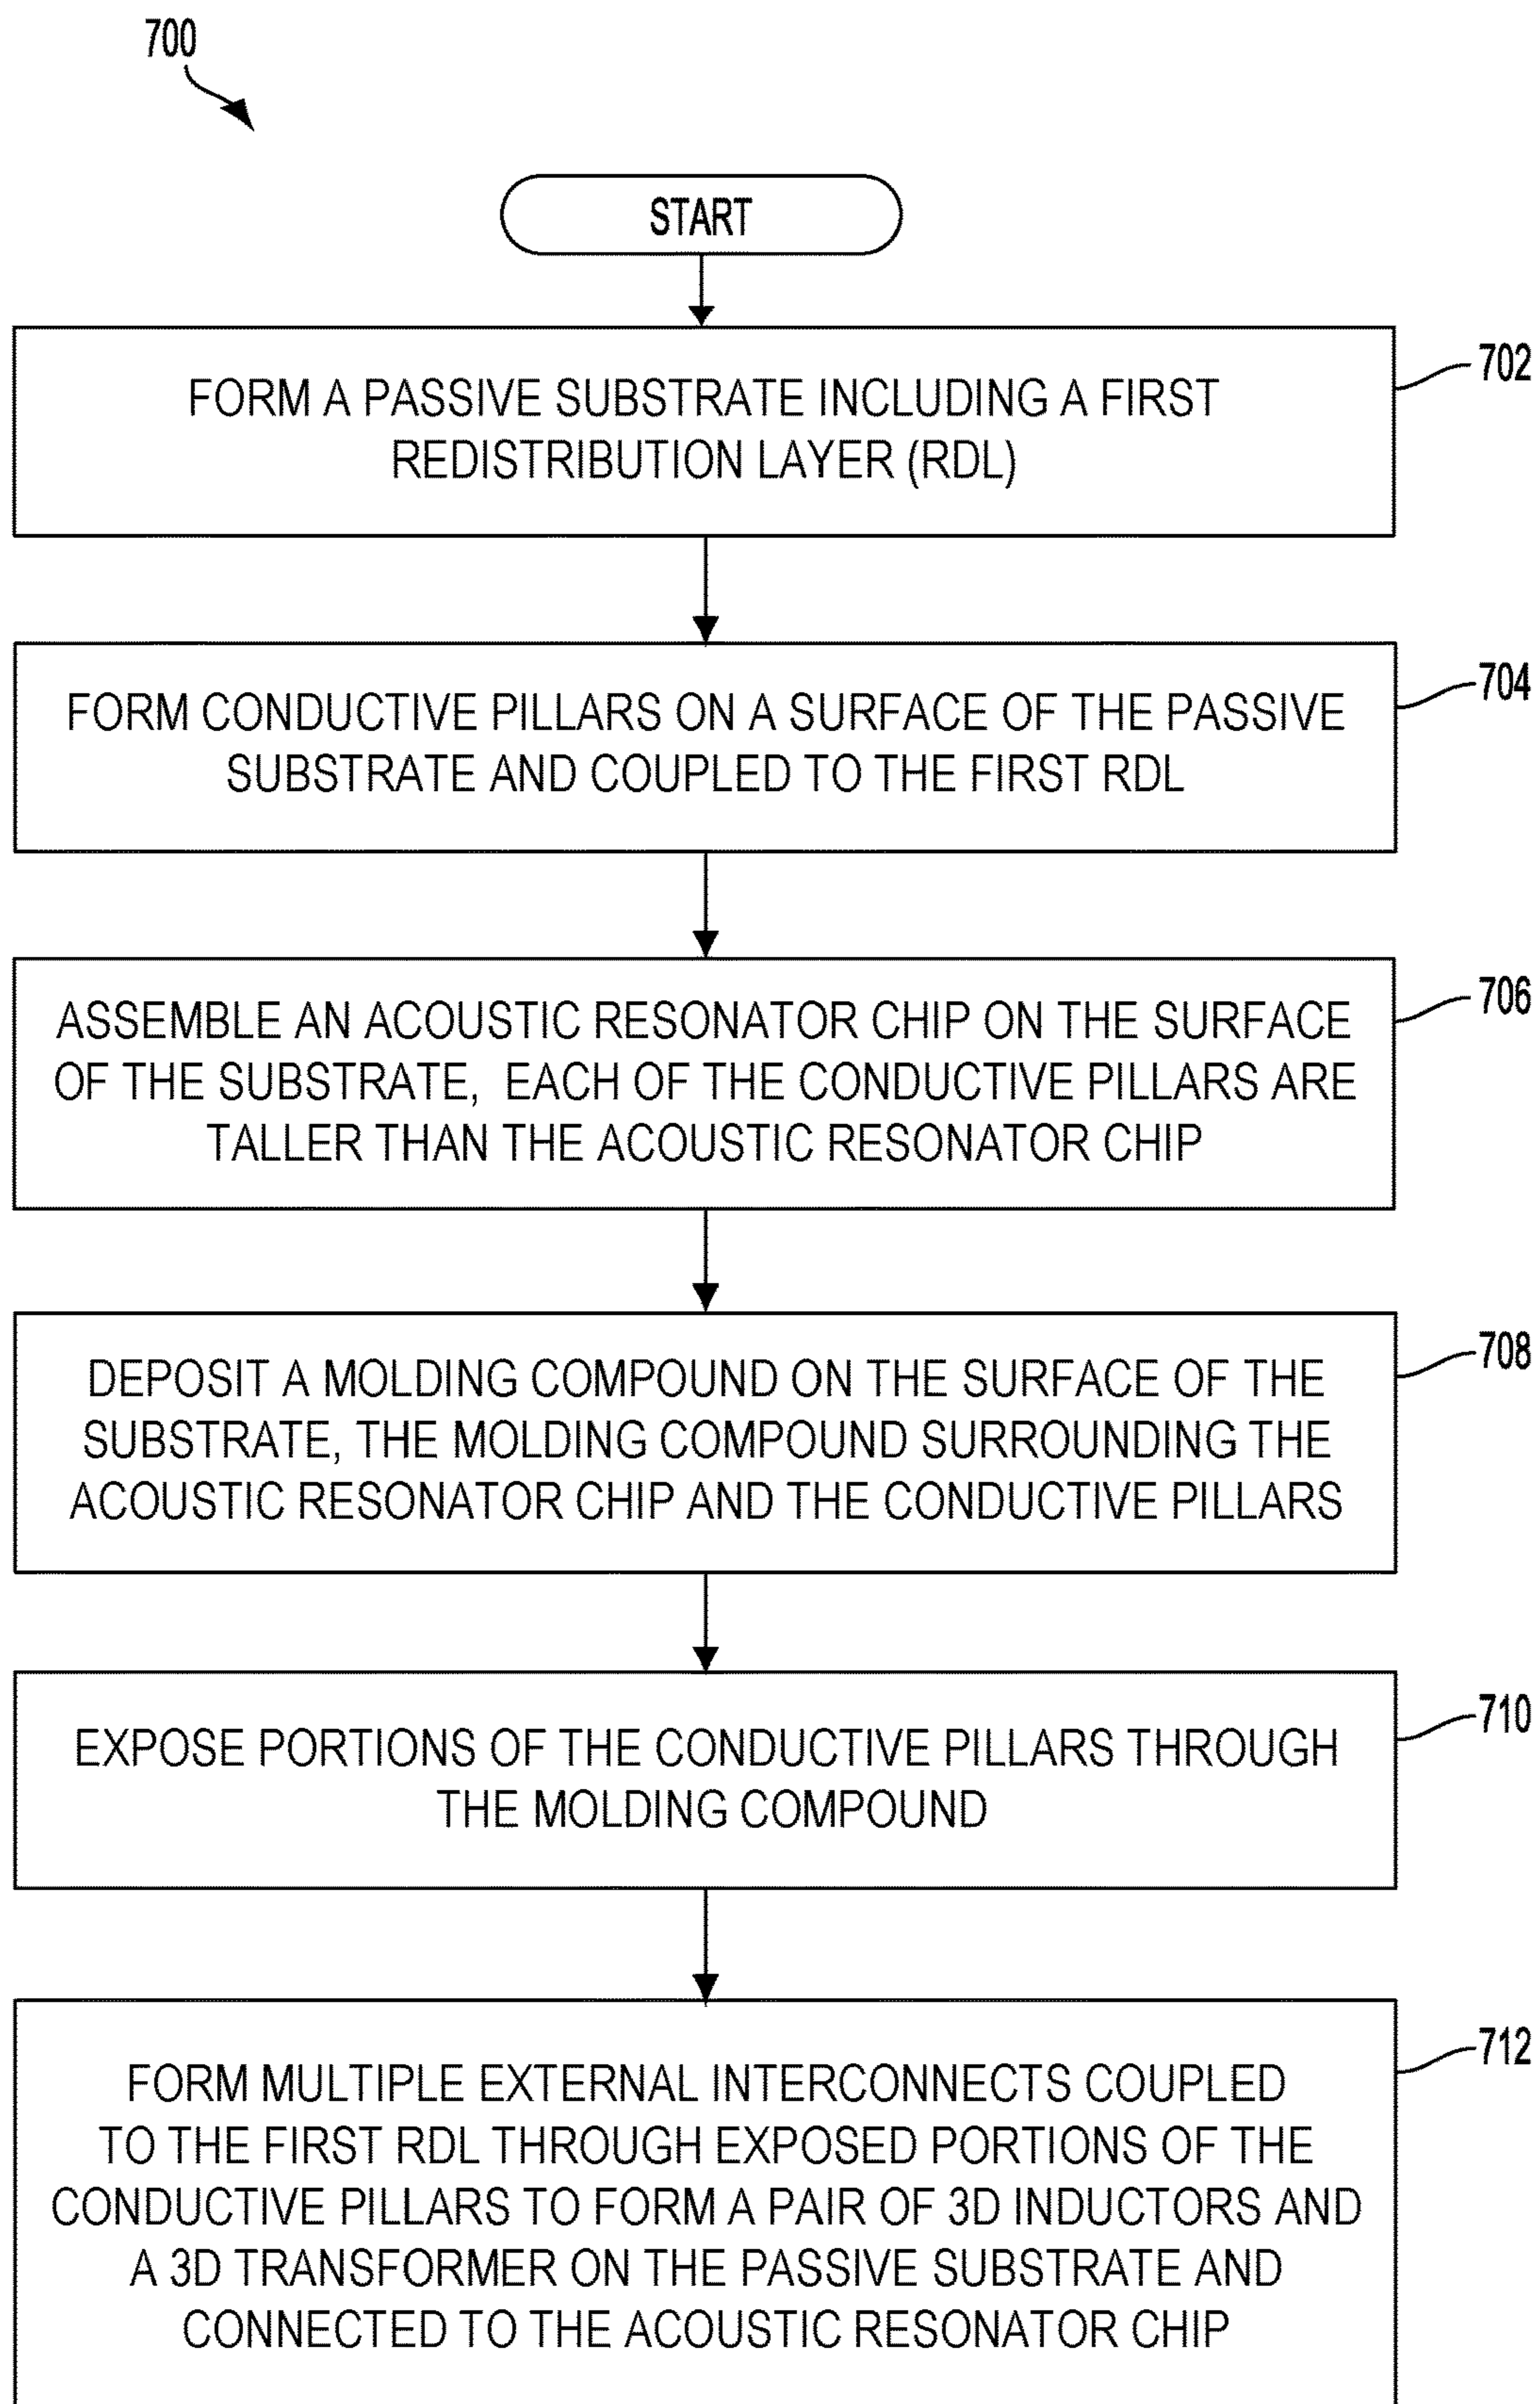 700
START
702
FORM A PASSIVE SUBSTRATE INCLUDING A FIRST
REDISTRIBUTION LAYER (RDL)
704
FORM CONDUCTIVE PILLARS ON A SURFACE OF THE PASSIVE
SUBSTRATE AND COUPLED TO THE FIRST RDL
706
ASSEMBLE AN ACOUSTIC RESONATOR CHIP ON THE SURFACE
OF THE SUBSTRATE, EACH OF THE CONDUCTIVE PILLARS ARE
TALLER THAN THE ACOUSTIC RESONATOR CHIP
708
DEPOSIT A MOLDING COMPOUND ON THE SURFACE OF THE
SUBSTRATE, THE MOLDING COMPOUND SURROUNDING THE
ACOUSTIC RESONATOR CHIP AND THE CONDUCTIVE PILLARS
710
EXPOSE PORTIONS OF THE CONDUCTIVE PILLARS THROUGH
THE MOLDING COMPOUND
712
FORM MULTIPLE EXTERNAL INTERCONNECTS COUPLED
TO THE FIRST RDL THROUGH EXPOSED PORTIONS OF THE
CONDUCTIVE PILLARS TO FORM A PAIR OF 3D INDUCTORS AND
A 3D TRANSFORMER ON THE PASSIVE SUBSTRATE AND
CONNECTED TO THE ACOUSTIC RESONATOR CHIP